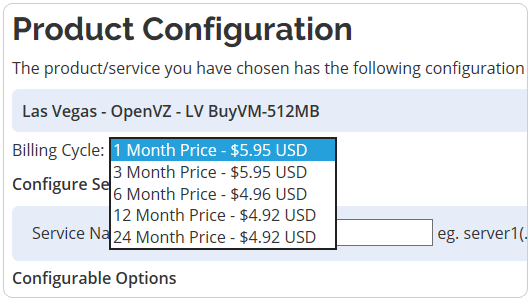 Product Configuration
The product/service you have chosen has the following configuration
Las Vegas - OpenVZ - LV BuyVM-512MB
Billing Cycle: 1 Month Price - $5.95 USD
3 Month Price - $5.95 USD
Configure Se
6 Month Price - $4.96 USD
12 Month Price - $4.92 USD
Service Na
24 Month Price - $4.92 USD
eg. server1(.
Configurable Options